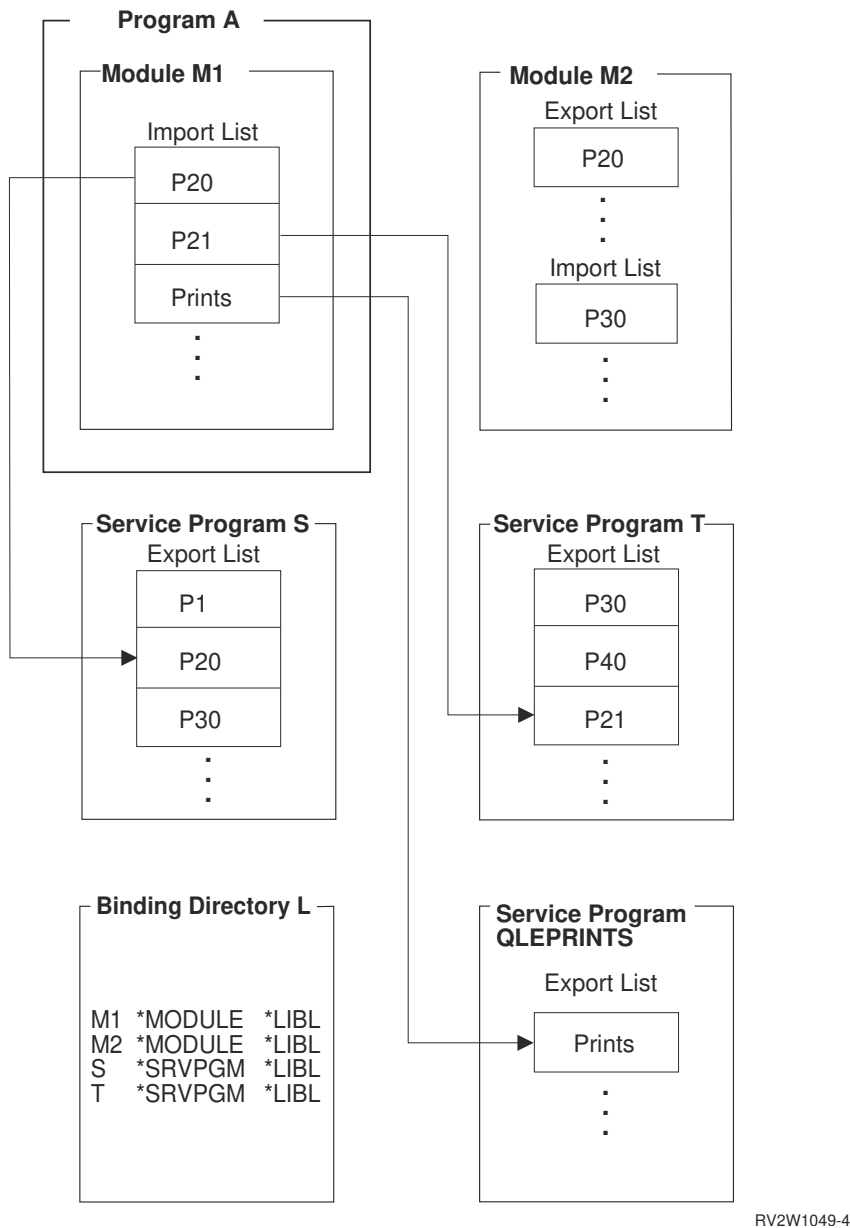 Program A
Module M1
Import List
P20
P21
Prints
Module M2
Export List
P20
Import List
P30
Service Program S
Export List
P1
P20
P30
Service Program T
Export List
P30
P40
P21
Binding Directory L
M1 *MODULE *LIBL
M2 *MODULE *LIBL
S *SRVPGM *LIBL
T *SRVPGM *LIBL
Service Program
QLEPRINTS
Export List
Prints
RV2W1049-4